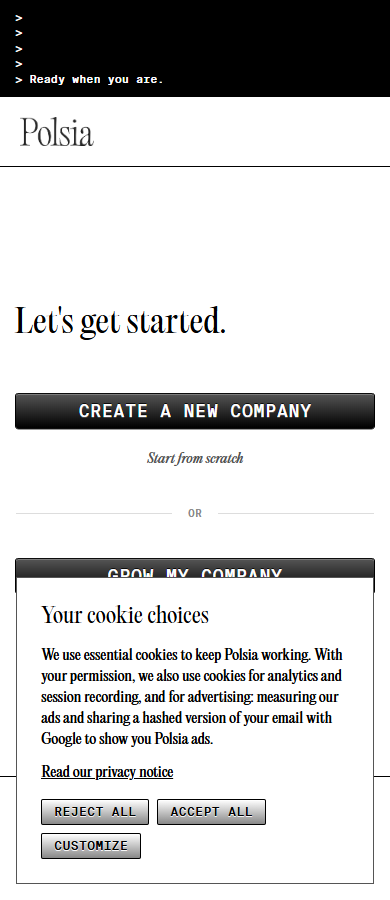 >
>
>
>
> Ready when you are.
Polsia
Let's get started.
CREATE A NEW COMPANY
Start from scratch
OR
GROW MY COMPANY
Your cookie choices
We use essential cookies to keep Polsia working. With
your permission, we also use cookies for analytics and
session recording, and for advertising: measuring our
ads and sharing a hashed version of your email with
Google to show you Polsia ads.
Read our privacy notice
REJECT ALL
ACCEPT ALL
CUSTOMIZE